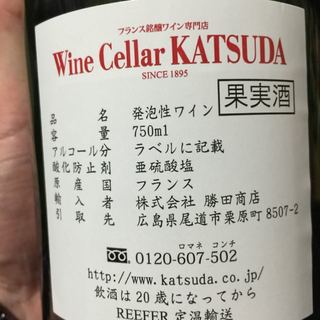 フランス銘醸ワイン専門店
Wine Cellar KATSUDA
SINCE 1895
果実酒
品名 発泡性ワイン
容量 750ml
アルコール分 ラベルに記載
酸化防止剤 亜硫酸塩
原産国 フランス
輸入者 株式会社 勝田商店
引取先 広島県尾道市栗原町8507-2
ロマネ コンチ
0120-607-502
http://www.katsuda.co.jp/
飲酒は20歳になってから
REEFER 定温輸送